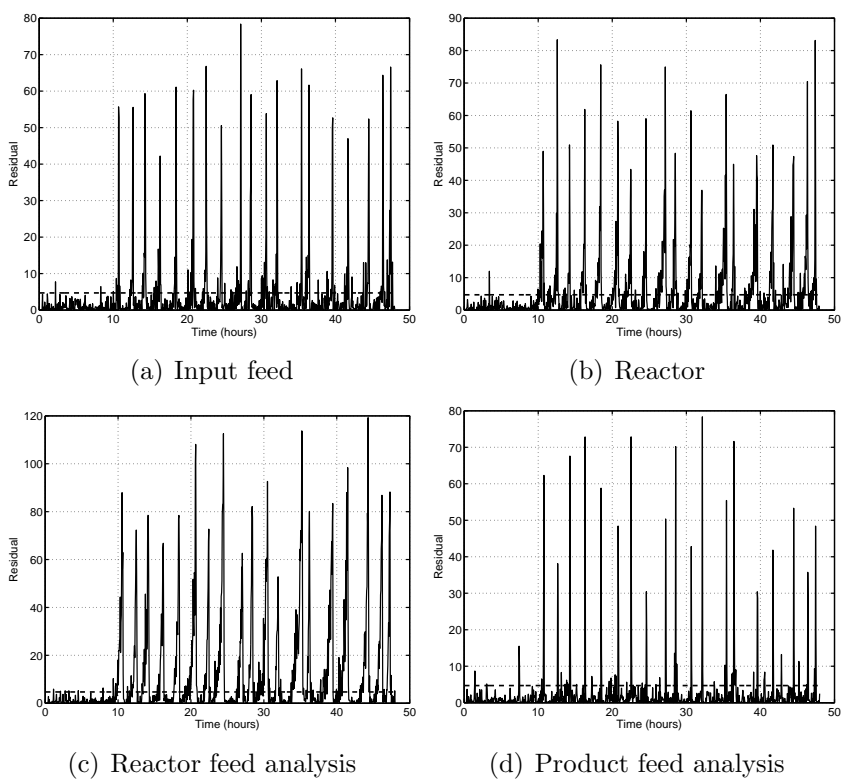 80
70
60
50
40
30
20
10
0
Residual
0 10 20 30 40 50
Time (hours)
(a) Input feed
90
80
70
60
50
40
30
20
10
0
Residual
0 10 20 30 40 50
Time (hours)
(b) Reactor
120
100
80
60
40
20
0
Residual
0 10 20 30 40 50
Time (hours)
(c) Reactor feed analysis
80
70
60
50
40
30
20
10
0
Residual
0 10 20 30 40 50
Time (hours)
(d) Product feed analysis